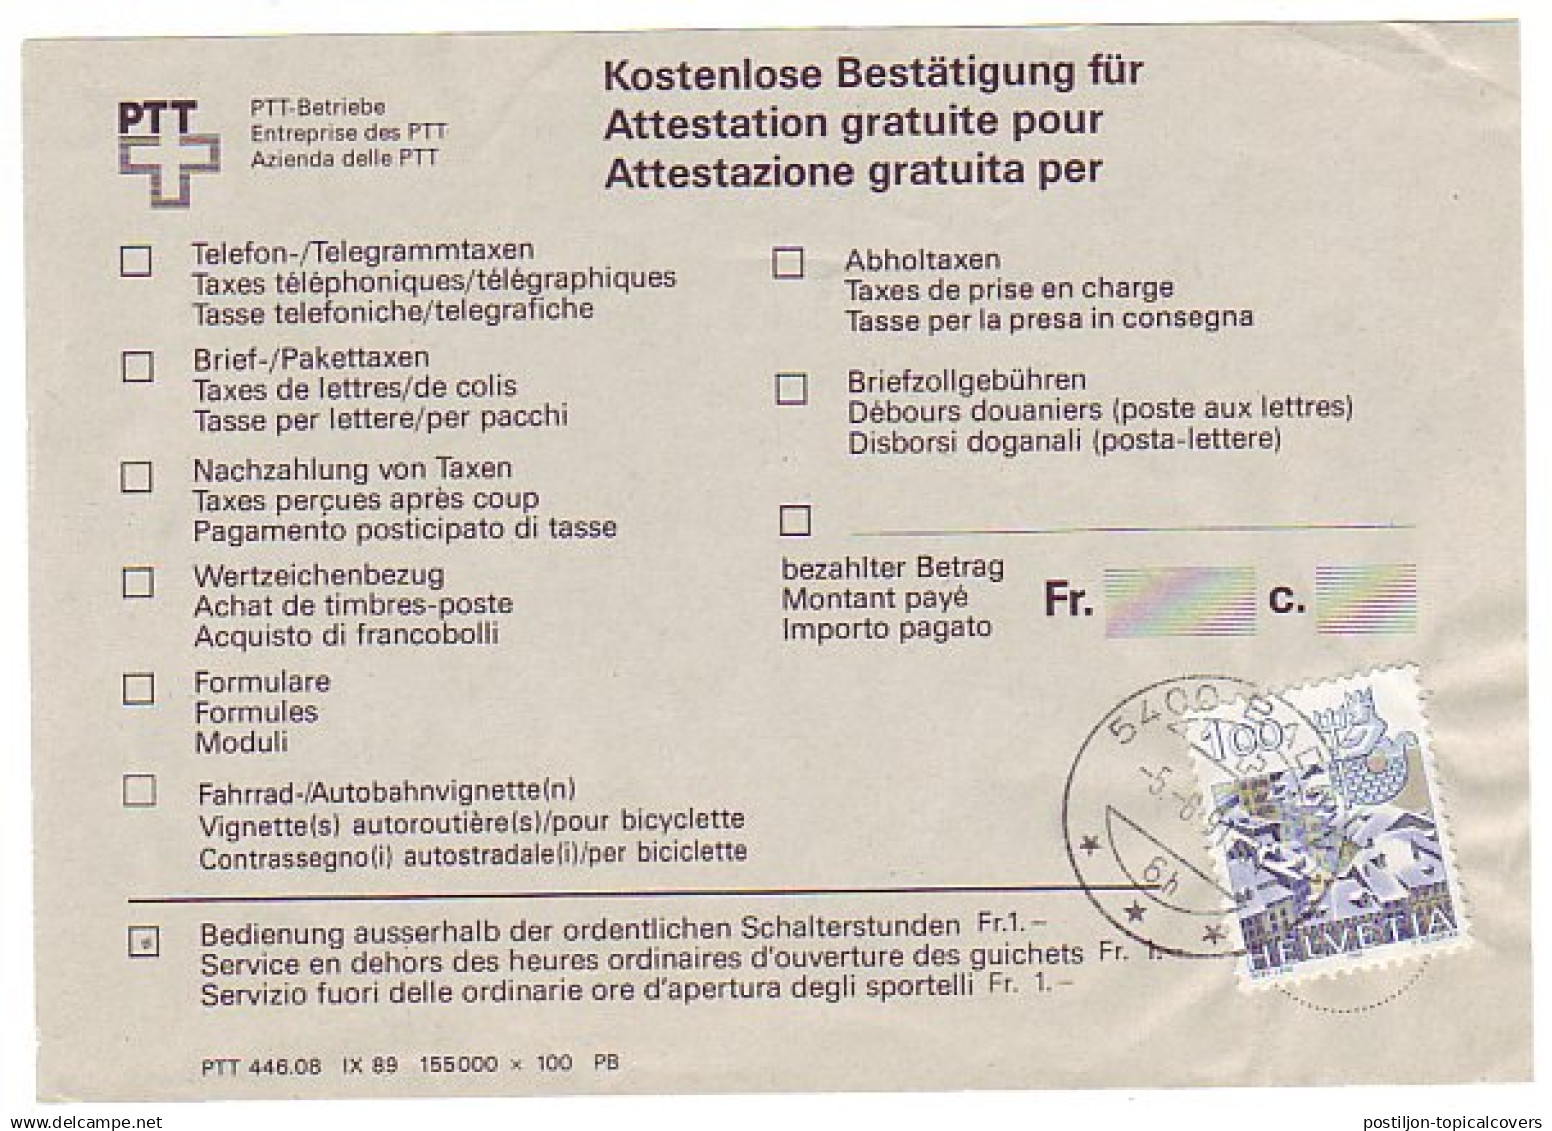 PTT
PTT-Betriebe
Entreprise des PTT
Azienda delle PTT
Kostenlose Bestätigung für
Attestation gratuite pour
Attestazione gratuita per
Telefon-/Telegrammtaxen
Taxes téléphoniques/télégraphiques
Tasse telefoniche/telegrafiche
Brief-/Pakettaxen
Taxes de lettres/de colis
Tasse per lettere/per pacchi
Nachzahlung von Taxen
Taxes perçues après coup
Pagamento posticipato di tasse
Wertzeichenbezug
Achat de timbres-poste
Acquisto di francobolli
Formulare
Formules
Moduli
Fahrrad-/Autobahnvignette(n)
Vignette(s) autoroutière(s)/pour bicyclette
Contrassegno(i) autostradale(i)/per biciclette
Abholtaxen
Taxes de prise en charge
Tasse per la presa in consegna
Briefzollgebühren
Débours douaniers (poste aux lettres)
Disborsi doganali (posta-lettere)
bezahlter Betrag
Montant payé
Importo pagato
Fr. c.
5400 BADEN
100
HELVETIA
Bedienung ausserhalb der ordentlichen Schalterstunden Fr.1.–
Service en dehors des heures ordinaires d'ouverture des guichets Fr. 1.–
Servizio fuori delle ordinarie ore d'apertura degli sportelli Fr. 1.–
PTT 446.08 IX 89 155000 x 100 PB
delcampe.net
postiljon-topicalcovers